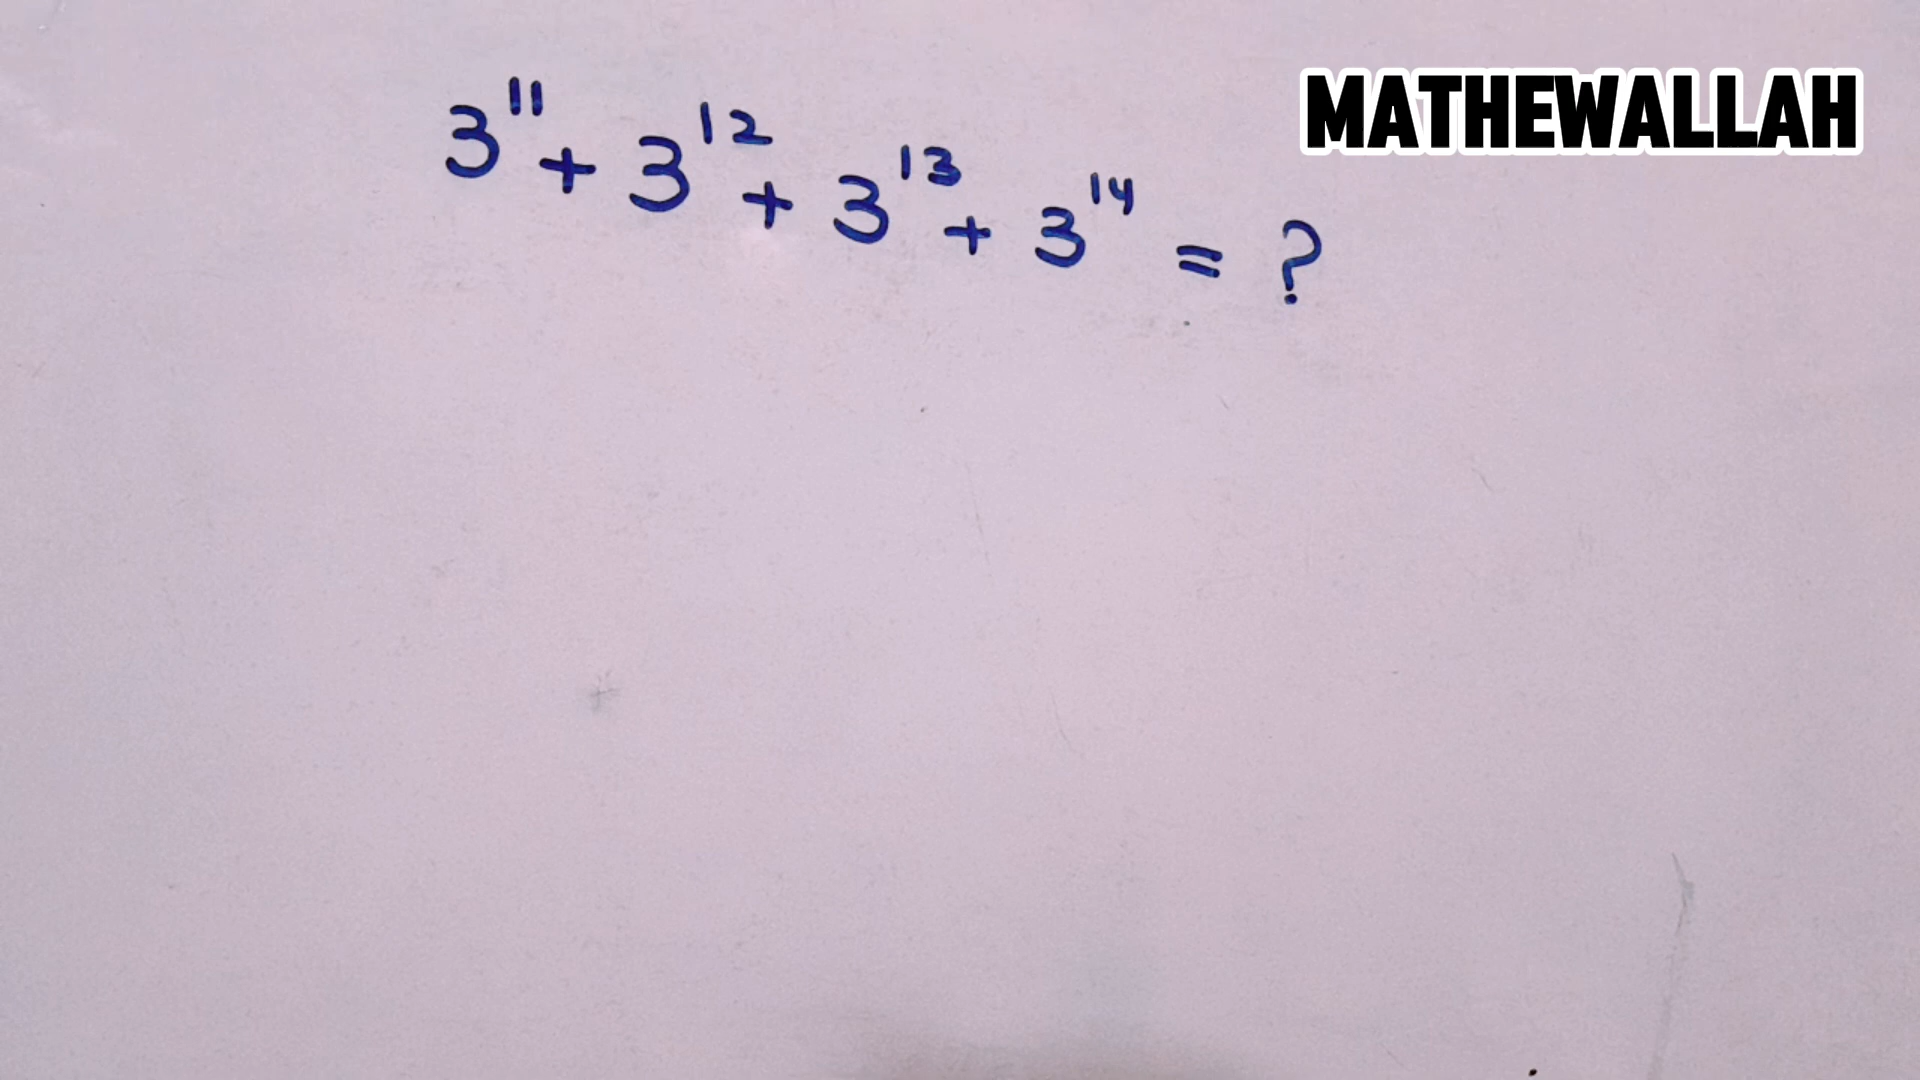 MATHEWALLAH
3¹¹ + 3¹² + 3¹³ + 3¹⁴ = ?